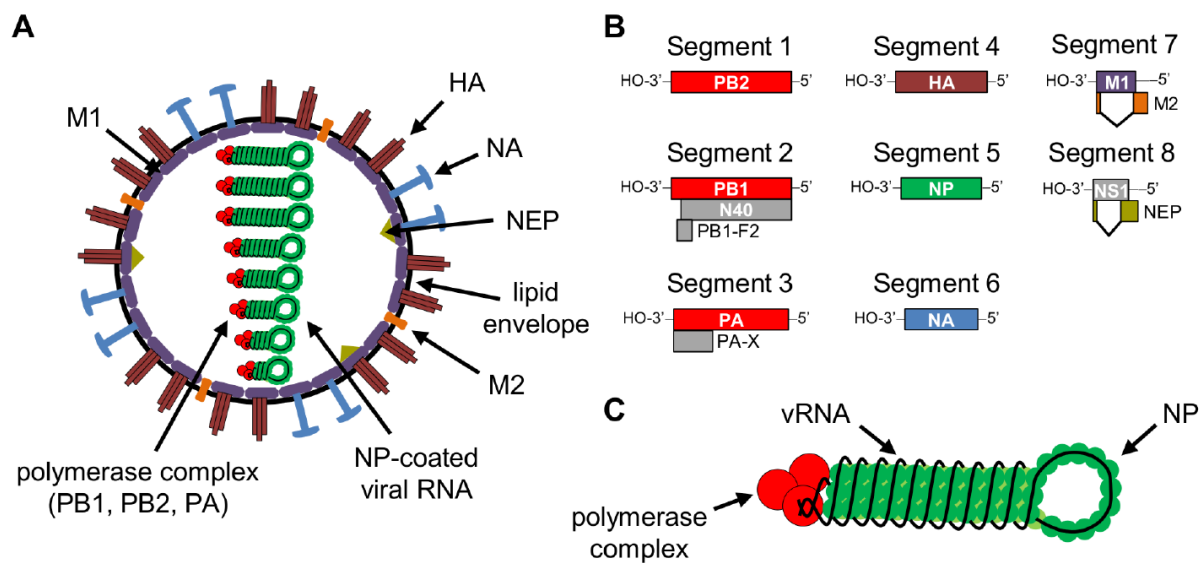 A
M1
HA
NA
NEP
lipid
envelope
M2
NP-coated
viral RNA
polymerase complex
(PB1, PB2, PA)
B
Segment 1
HO-3’ PB2 5’
Segment 2
HO-3’ PB1 5’
N40
PB1-F2
Segment 3
HO-3’ PA 5’
PA-X
Segment 4
HO-3’ HA 5’
Segment 5
HO-3’ NP 5’
Segment 6
HO-3’ NA 5’
Segment 7
HO-3’ M1 5’
M2
Segment 8
HO-3’ NS1 5’
NEP
C
vRNA
NP
polymerase
complex